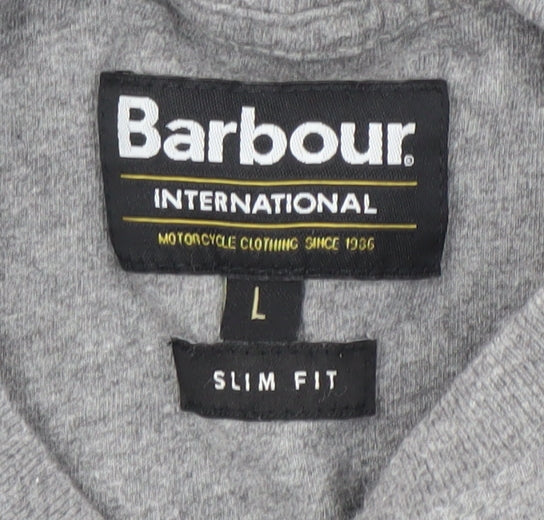 Barbour®
INTERNATIONAL
MOTORCYCLE CLOTHING SINCE 1936
L
SLIM FIT